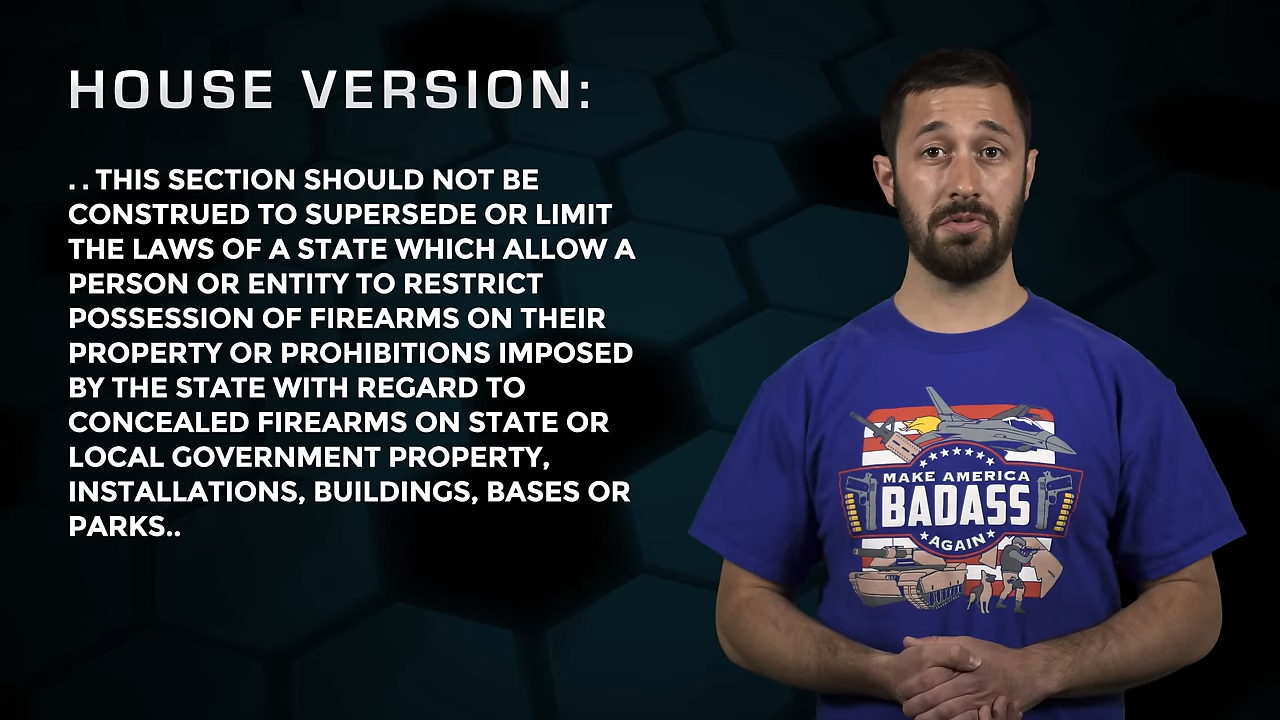 HOUSE VERSION:
. . THIS SECTION SHOULD NOT BE
CONSTRUED TO SUPERSEDE OR LIMIT
THE LAWS OF A STATE WHICH ALLOW A
PERSON OR ENTITY TO RESTRICT
POSSESSION OF FIREARMS ON THEIR
PROPERTY OR PROHIBITIONS IMPOSED
BY THE STATE WITH REGARD TO
CONCEALED FIREARMS ON STATE OR
LOCAL GOVERNMENT PROPERTY,
INSTALLATIONS, BUILDINGS, BASES OR
PARKS..
MAKE AMERICA
BADASS
AGAIN